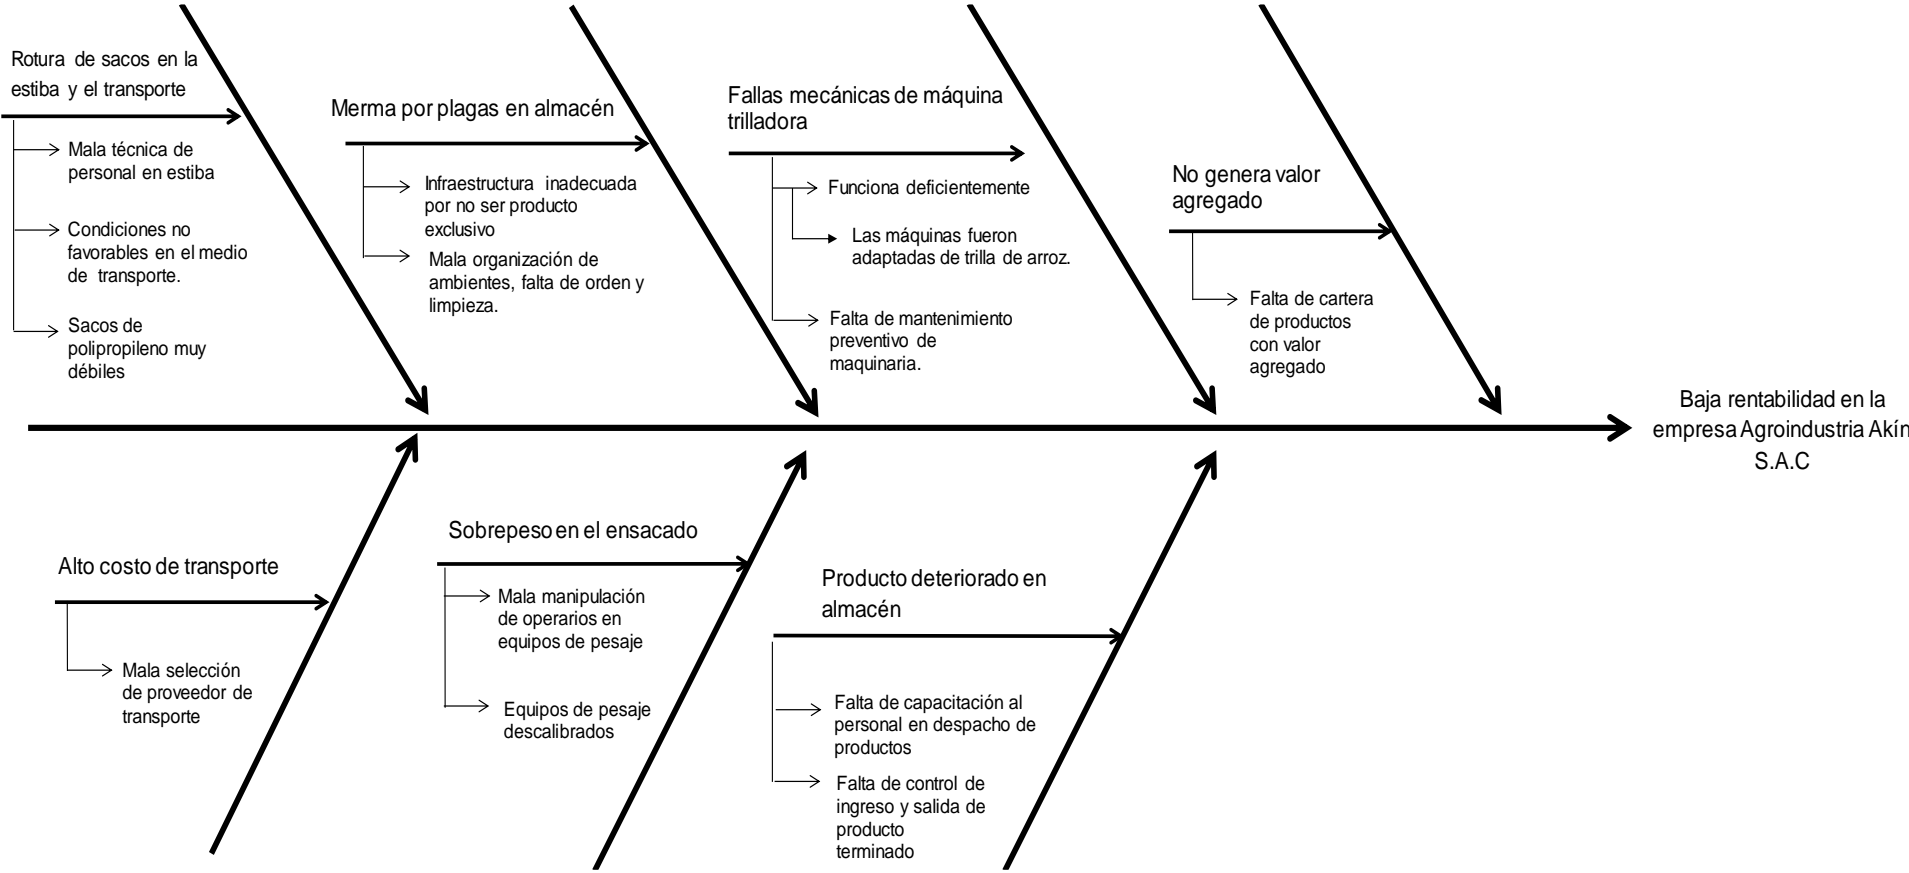 Rotura de sacos en la
estiba y el transporte
Mala técnica de
personal en estiba
Condiciones no
favorables en el medio
de transporte.
Sacos de
polipropileno muy
débiles
Merma por plagas en almacén
Infraestructura inadecuada
por no ser producto
exclusivo
Mala organización de
ambientes, falta de orden y
limpieza.
Fallas mecánicas de máquina
trilladora
Funciona deficientemente
Las máquinas fueron
adaptadas de trilla de arroz.
Falta de mantenimiento
preventivo de
maquinaria.
No genera valor
agregado
Falta de cartera
de productos
con valor
agregado
Baja rentabilidad en la
empresa Agroindustria Akín
S.A.C
Alto costo de transporte
Mala selección
de proveedor de
transporte
Sobrepeso en el ensacado
Mala manipulación
de operarios en
equipos de pesaje
Equipos de pesaje
descalibrados
Producto deteriorado en
almacén
Falta de capacitación al
personal en despacho de
productos
Falta de control de
ingreso y salida de
producto
terminado